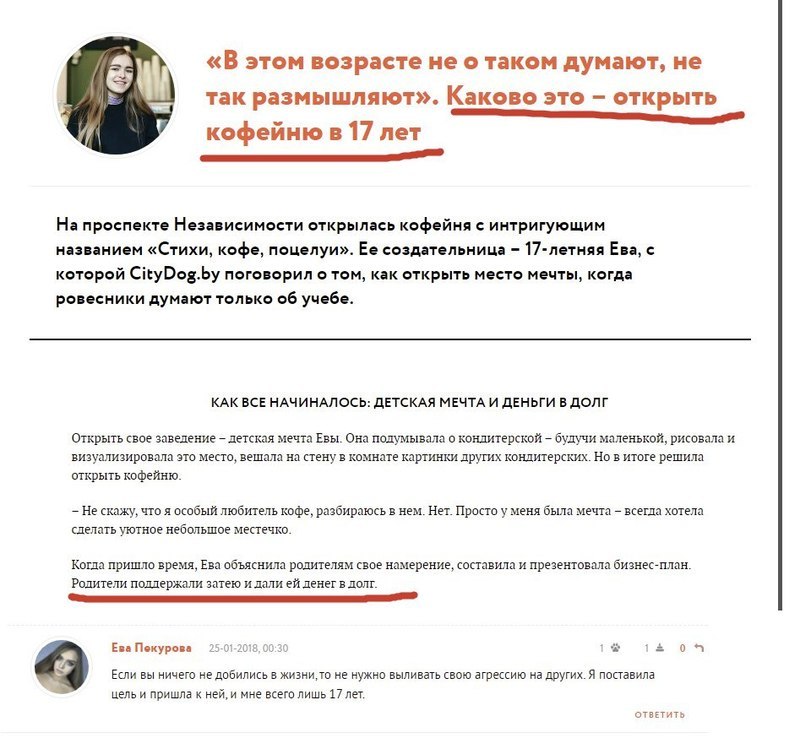 «В этом возрасте не о таком думают, не
так размышляют». Каково это – открыть
кофейню в 17 лет
На проспекте Независимости открылась кофейня с интригующим
названием «Стихи, кофе, поцелуи». Ее создательница – 17-летняя Ева, с
которой CityDog.by поговорил о том, как открыть место мечты, когда
ровесники думают только об учебе.
КАК ВСЕ НАЧИНАЛОСЬ: ДЕТСКАЯ МЕЧТА И ДЕНЬГИ В ДОЛГ
Открыть свое заведение – детская мечта Евы. Она подумывала о кондитерской – будучи маленькой, рисовала и
визуализировала это место, вешала на стену в комнате картинки других кондитерских. Но в итоге решила
открыть кофейню.
– Не скажу, что я особый любитель кофе, разбираюсь в нем. Нет. Просто у меня была мечта – всегда хотела
сделать уютное небольшое местечко.
Когда пришло время, Ева объяснила родителям свое намерение, составила и презентовала бизнес-план.
Родители поддержали затею и дали ей денег в долг.
Ева Пекурова 25-01-2018, 00:30 1 1 0
Если вы ничего не добились в жизни,то не нужно выливать свою агрессию на других. Я поставила
цель и пришла к ней, и мне всего лишь 17 лет.
ОТВЕТИТЬ